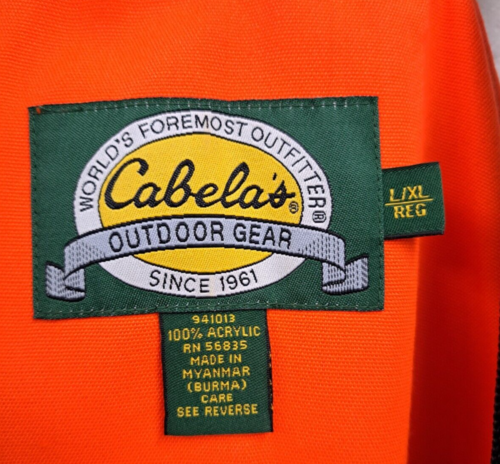 WORLD'S FOREMOST OUTFITTER®
Cabela's®
OUTDOOR GEAR
SINCE 1961
L/XL
REG
941013
100% ACRYLIC
RN 56835
MADE IN
MYANMAR
(BURMA)
CARE
SEE REVERSE